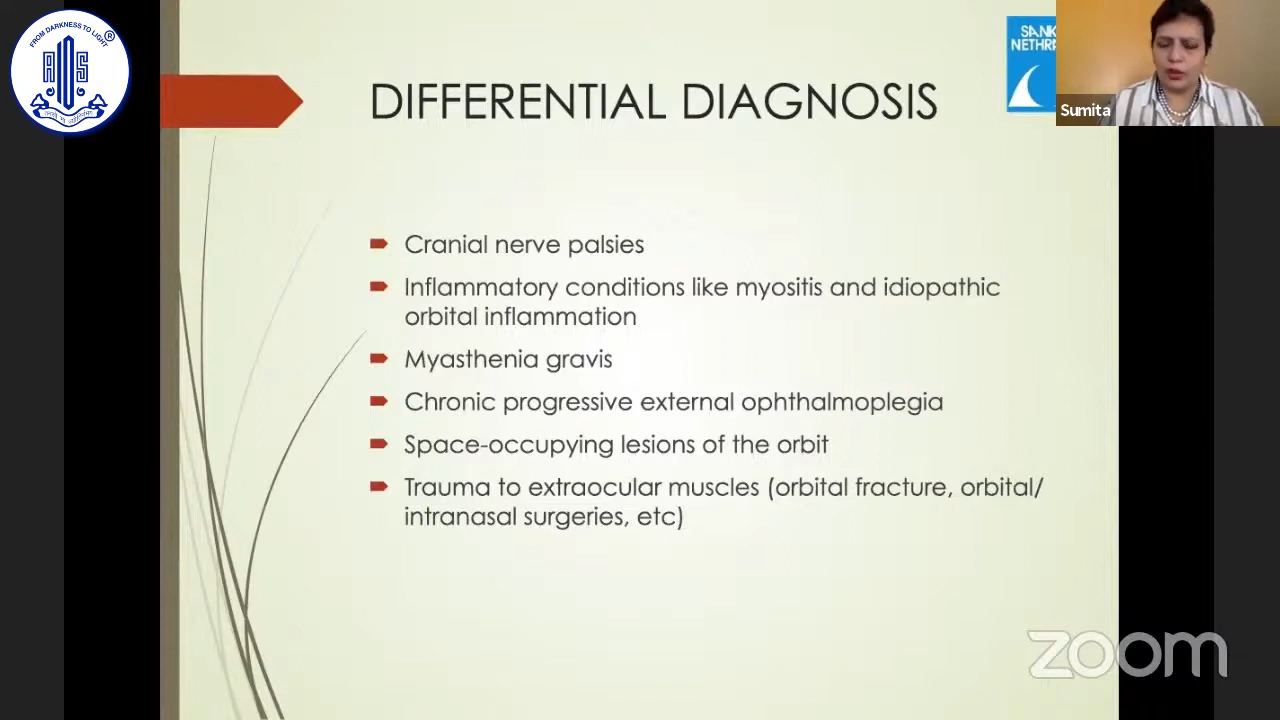 FROM DARKNESS TO LIGHT
®
AIOS
DIFFERENTIAL DIAGNOSIS
Sumita
Cranial nerve palsies
Inflammatory conditions like myositis and idiopathic
orbital inflammation
Myasthenia gravis
Chronic progressive external ophthalmoplegia
Space-occupying lesions of the orbit
Trauma to extraocular muscles (orbital fracture, orbital/
intranasal surgeries, etc)
zoom